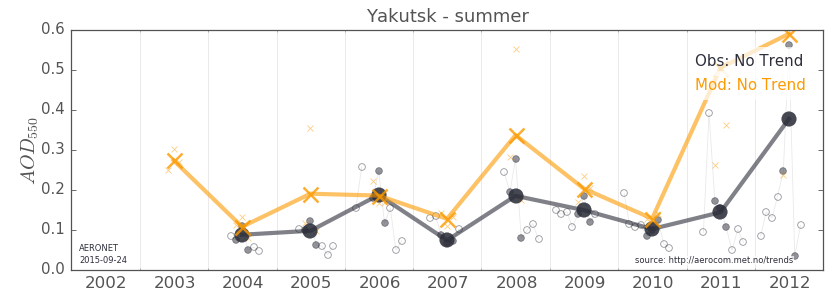 Yakutsk - summer
0.6
0.5
0.4
0.3
0.2
0.1
0.0
AOD550
Obs: No Trend
Mod: No Trend
AERONET
2015-09-24
source: http://aerocom.met.no/trends
2002 2003 2004 2005 2006 2007 2008 2009 2010 2011 2012